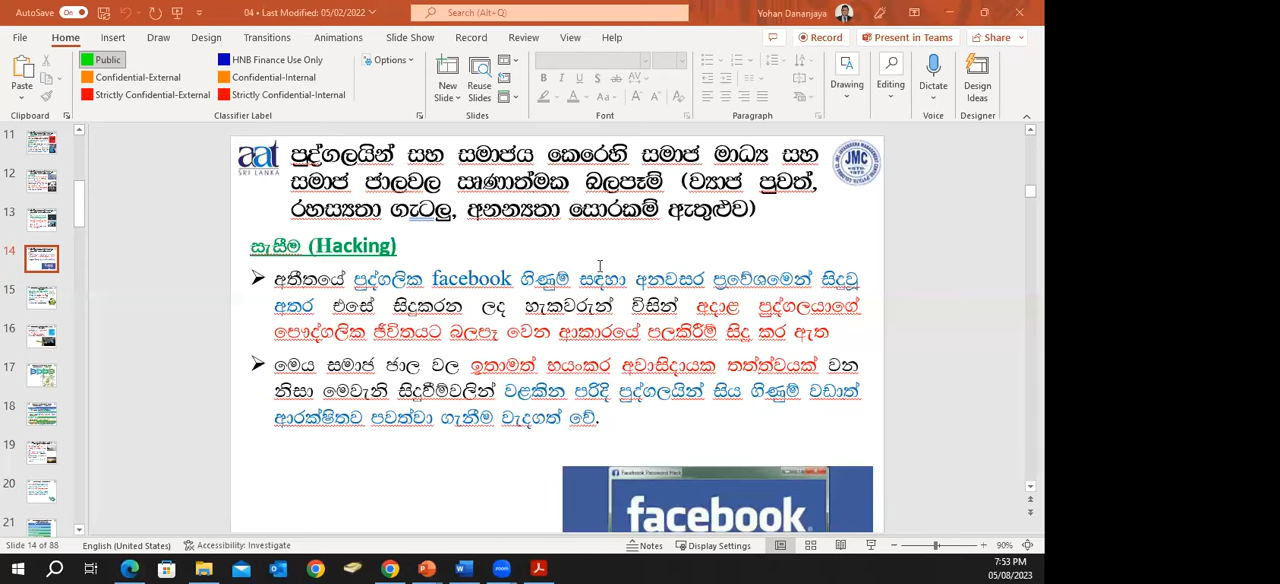 AutoSave On 04 • Last Modified: 05/02/2022 Search (Alt+Q) Yohan Dananjaya
File Home Insert Draw Design Transitions Animations Slide Show Record Review View Help Record Present in Teams Share
Public HNB Finance Use Only Options
Confidential-External Confidential-Internal
Strictly Confidential-External Strictly Confidential-Internal
Paste New Slide Reuse Slides Drawing Editing Dictate Design Ideas
Clipboard Classifier Label Slides Font Paragraph Voice Designer
11
12
13
14
15
16
17
18
19
20
21
aat
SRI LANKA
JMC
පුද්ගලයින් සහ සමාජය කෙරෙහි සමාජ මාධ්‍ය සහ
සමාජ ජාලවල ඍණාත්මක බලපෑම් (ව්‍යාජ පුවත්,
රහස්‍යතා ගැටලු, අනන්‍යතා සොරකම් ඇතුළුව)
සැසීම (Hacking)
➢ අතීතයේ පුද්ගලික facebook ගිණුම් සඳහා අනවසර ප්‍රවේශමෙන් සිදුවූ
අතර එසේ සිදුකරන ලද හැකවරුන් විසින් අදාළ පුද්ගලයාගේ
පෞද්ගලික ජීවිතයට බලපෑ වෙන ආකාරයේ පලකිරීම් සිදු කර ඇත
➢ මෙය සමාජ ජාල වල ඉතාමත් භයංකර අවාසිදායක තත්ත්වයක් වන
නිසා මෙවැනි සිදුවීම්වලින් වළකින පරිදි පුද්ගලයින් සිය ගිණුම් වඩාත්
ආරක්ෂිතව පවත්වා ගැනීම වැදගත් වේ.
Facebook Password Hack
facebook.
Slide 14 of 88 English (United States) Accessibility: Investigate Notes Display Settings 90%
7:53 PM
05/08/2023